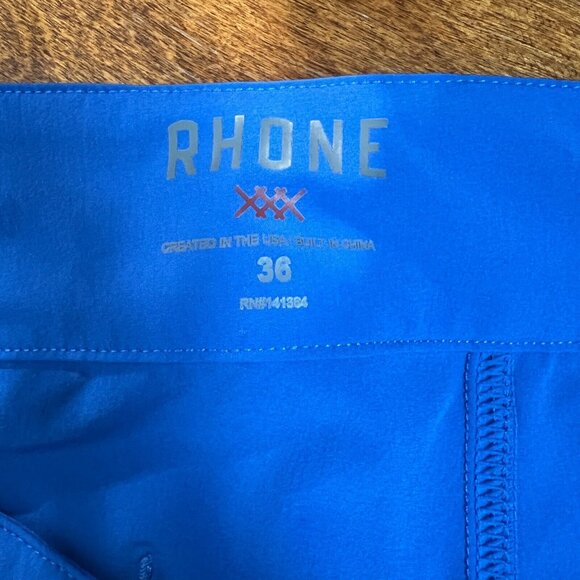 RHONE
CREATED IN THE USA/BUILT IN CHINA
36
RN#141384